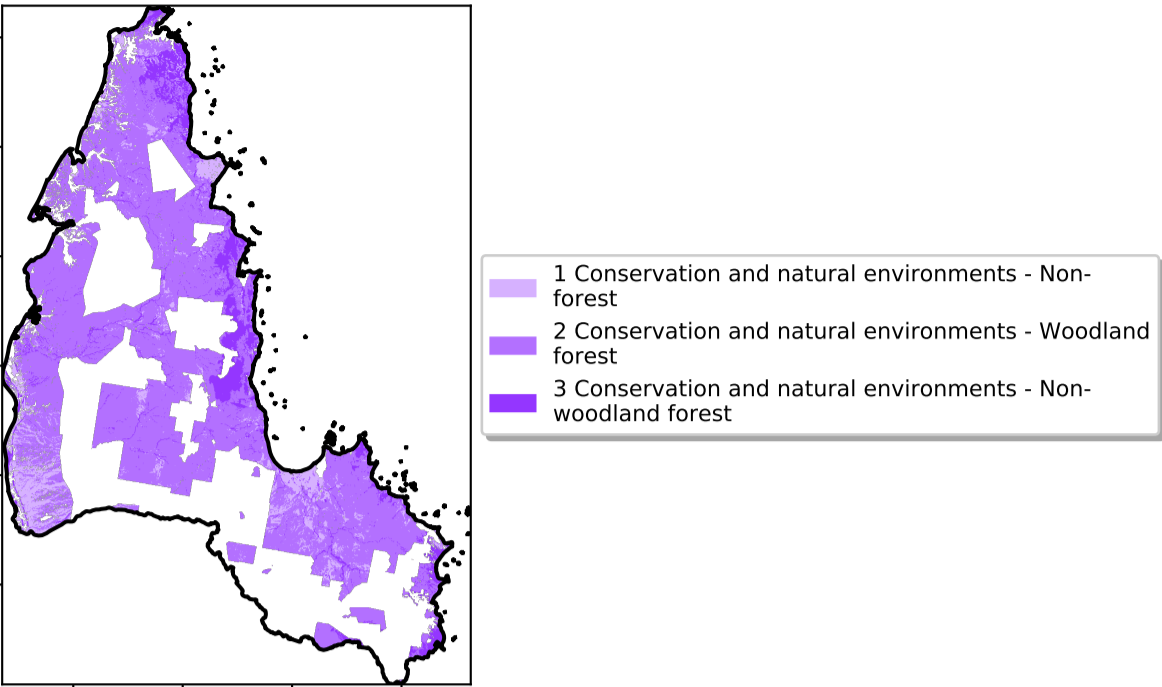 1 Conservation and natural environments - Non-
forest
2 Conservation and natural environments - Woodland
forest
3 Conservation and natural environments - Non-
woodland forest